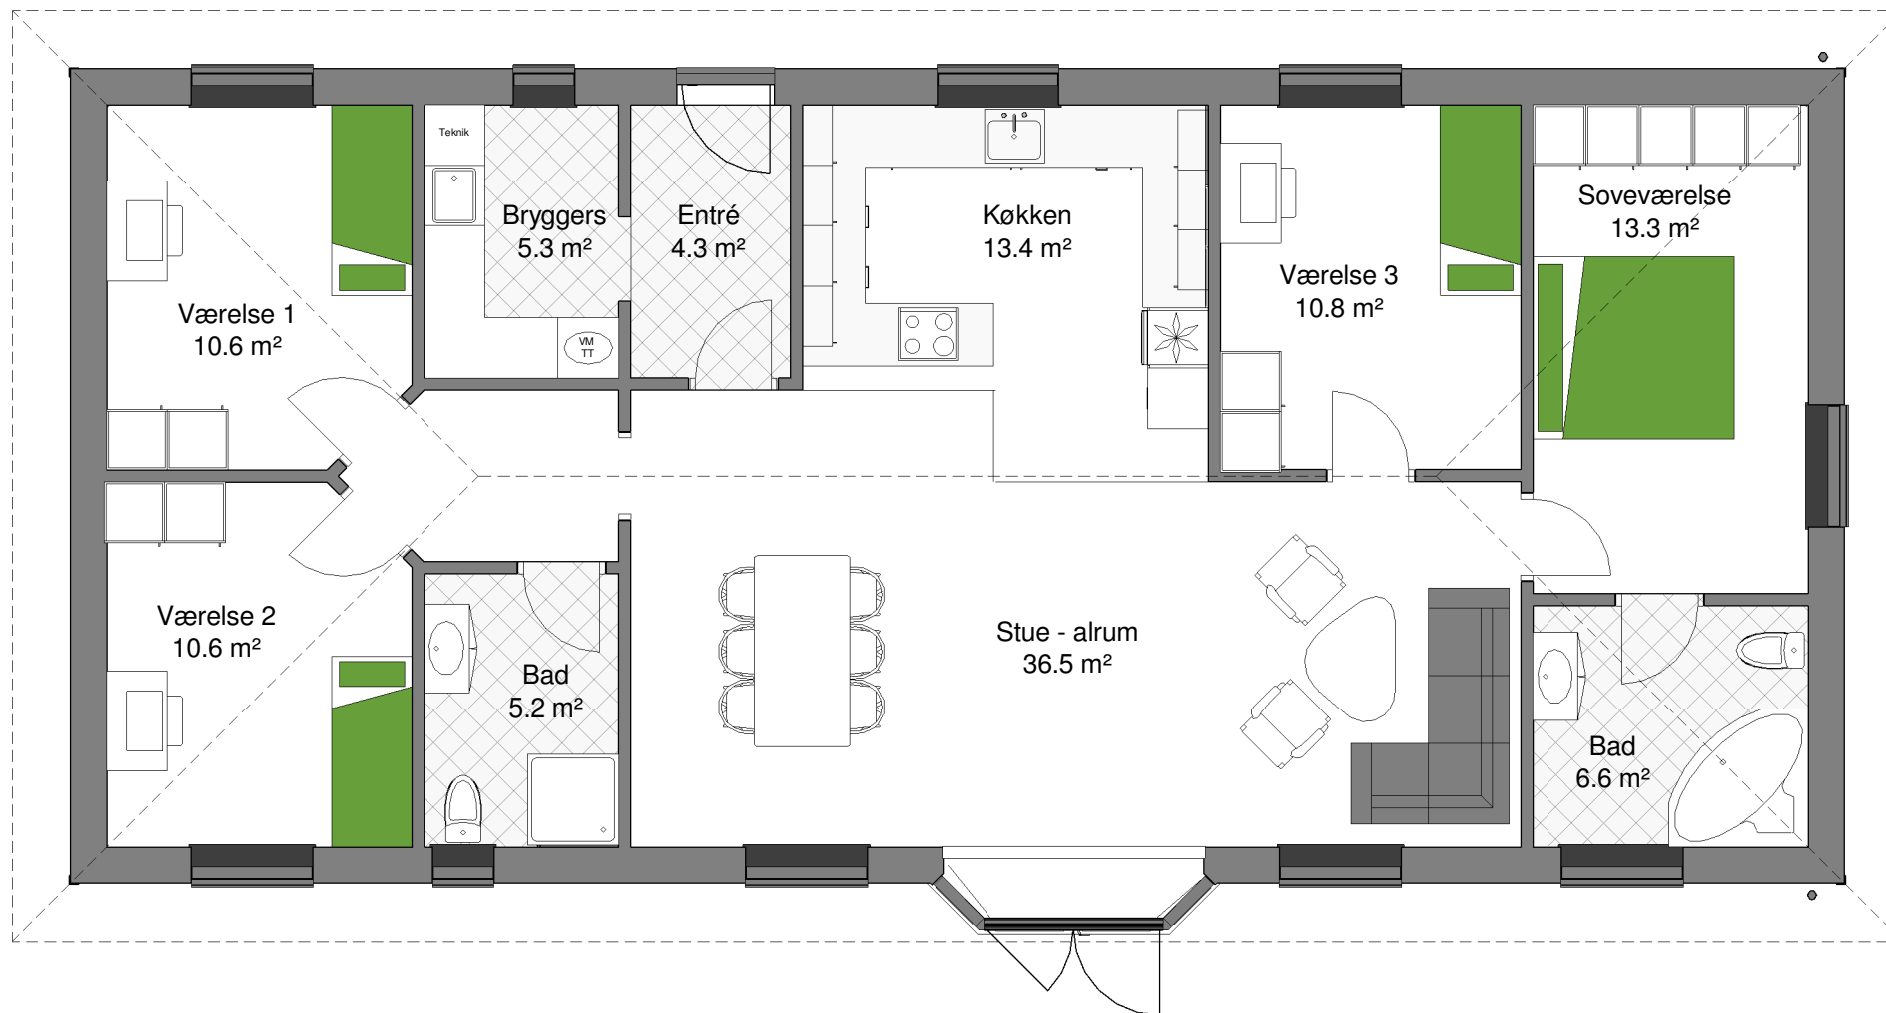 Teknik
Bryggers
5.3 m²
VM
TT
Entré
4.3 m²
Køkken
13.4 m²
Værelse 3
10.8 m²
Soveværelse
13.3 m²
Værelse 1
10.6 m²
Værelse 2
10.6 m²
Bad
5.2 m²
Stue - alrum
36.5 m²
Bad
6.6 m²